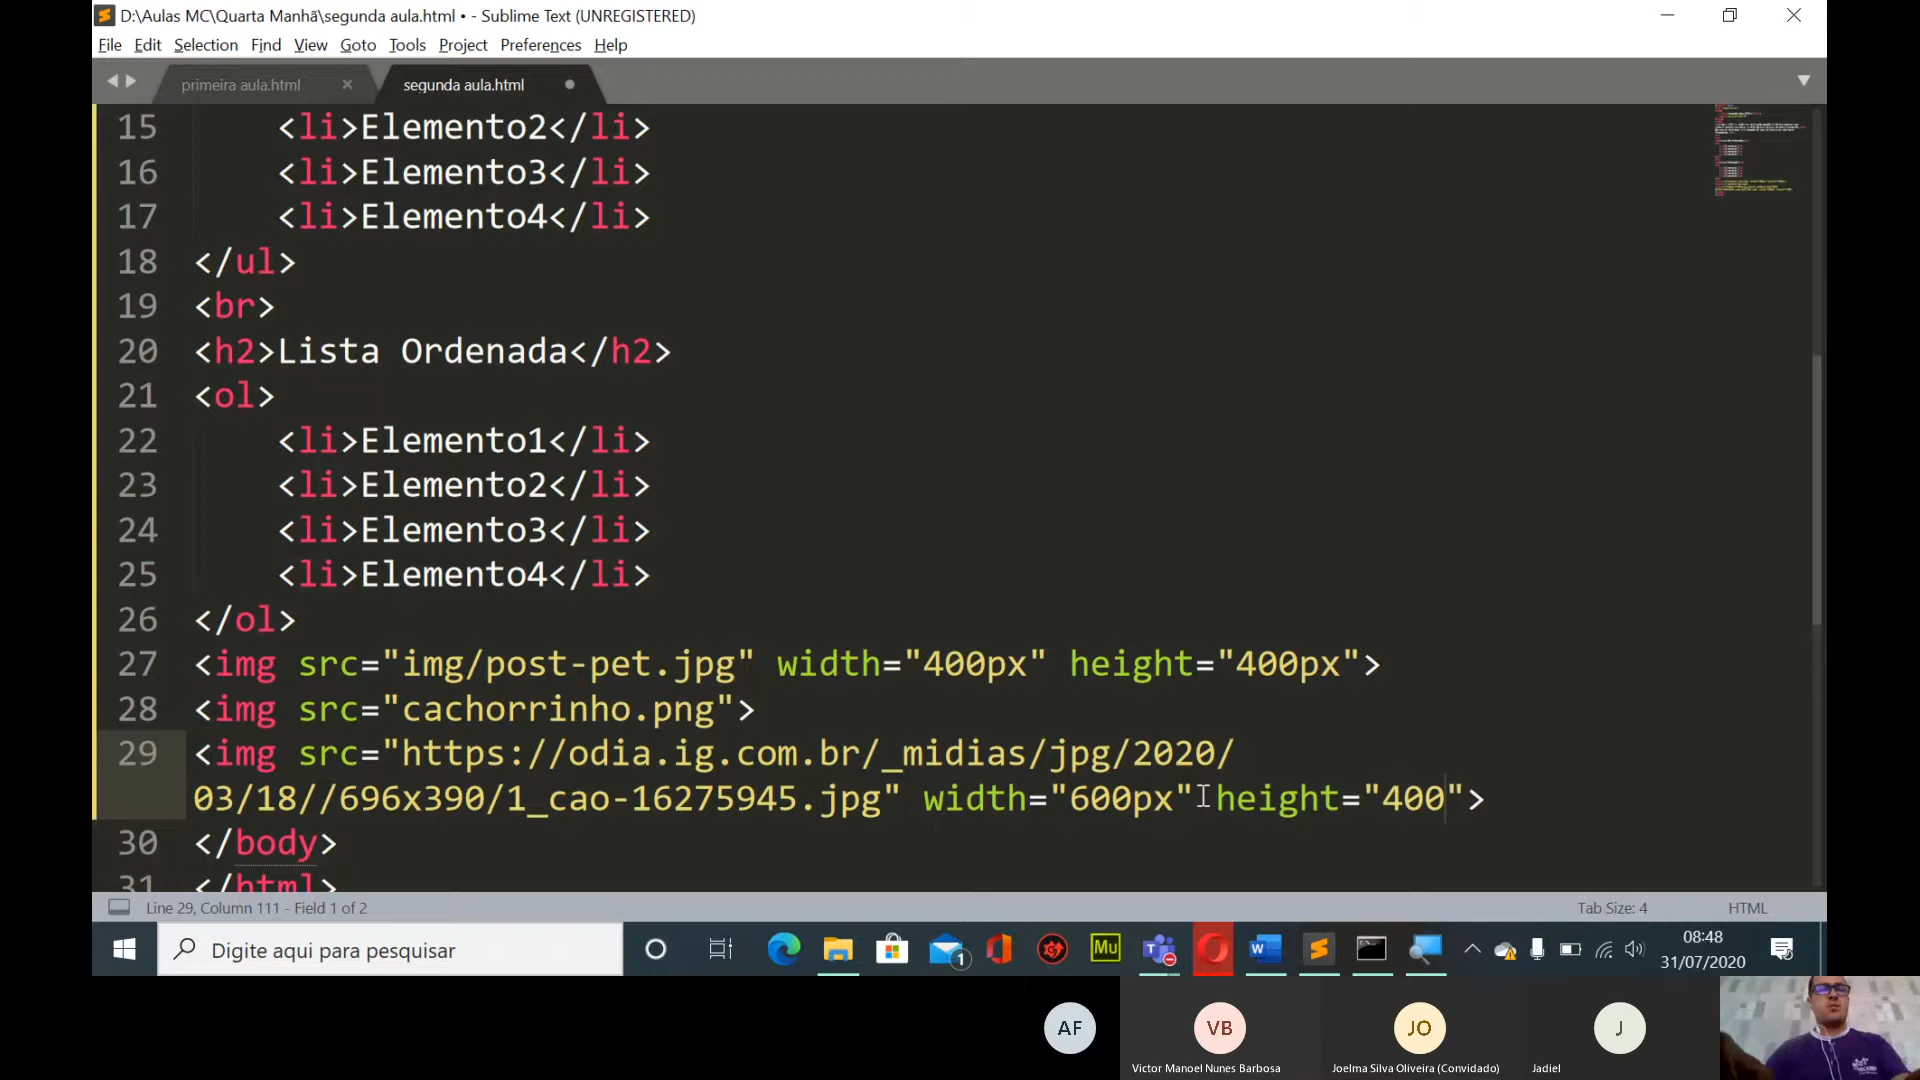 D:\Aulas MC\Quarta Manhã\segunda aula.html • - Sublime Text (UNREGISTERED)
File Edit Selection Find View Goto Tools Project Preferences Help
primeira aula.html × segunda aula.html
15 <li>Elemento2</li>
16 <li>Elemento3</li>
17 <li>Elemento4</li>
18 </ul>
19 <br>
20 <h2>Lista Ordenada</h2>
21 <ol>
22 <li>Elemento1</li>
23 <li>Elemento2</li>
24 <li>Elemento3</li>
25 <li>Elemento4</li>
26 </ol>
27 <img src="img/post-pet.jpg" width="400px" height="400px">
28 <img src="cachorrinho.png">
29 <img src="https://odia.ig.com.br/_midias/jpg/2020/
03/18//696x390/1_cao-16275945.jpg" width="600px" height="400">
30 </body>
31 </html>
Line 29, Column 111 - Field 1 of 2 Tab Size: 4 HTML
Digite aqui para pesquisar 1 Mu W 08:48
31/07/2020
AF VB JO J
Victor Manoel Nunes Barbosa Joelma Silva Oliveira (Convidado) Jadiel